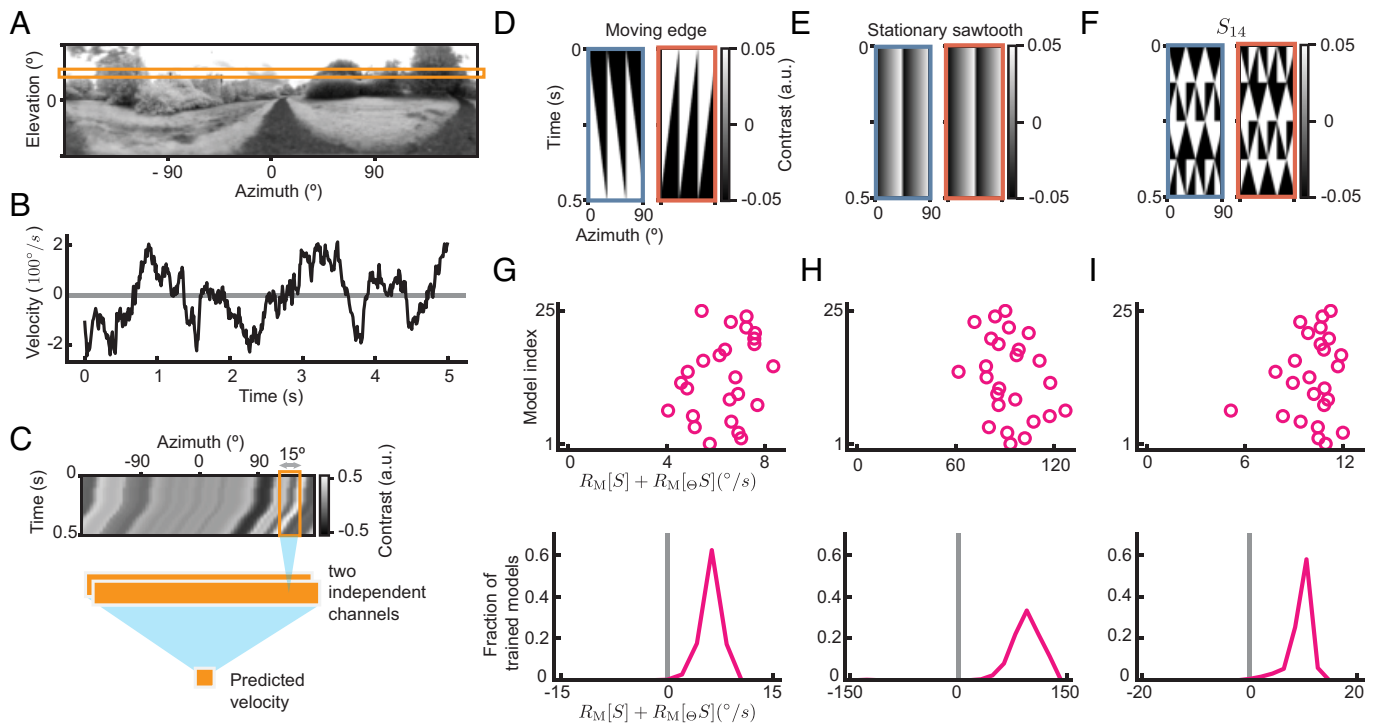 A
Elevation (º)
0
- 90
0
90
Azimuth (º)
B
Velocity ( 100°/s )
2
0
-2
0
1
2
3
4
5
Time (s)
C
Azimuth (º)
-90
0
90
15º
Time (s)
0
0.5
0.5
-0.5
Contrast (a.u.)
two
independent
channels
Predicted
velocity
D
Moving edge
0
0.5
Time (s)
0
90
Azimuth (º)
0.05
0
-0.05
Contrast (a.u.)
E
Stationary sawtooth
0
0.5
0
90
0.05
0
-0.05
F
S14
0
0.5
0
90
0.05
0
-0.05
G
Model index
25
1
0
4
8
RM[S] + RM[ΘS](°/s)
Fraction of
trained models
0.6
0.4
0.2
0
-15
0
15
RM[S] + RM[ΘS](°/s)
H
25
1
0
60
120
0.6
0.4
0.2
0
-150
0
150
I
25
1
0
6
12
0.6
0.4
0.2
0
-20
0
20